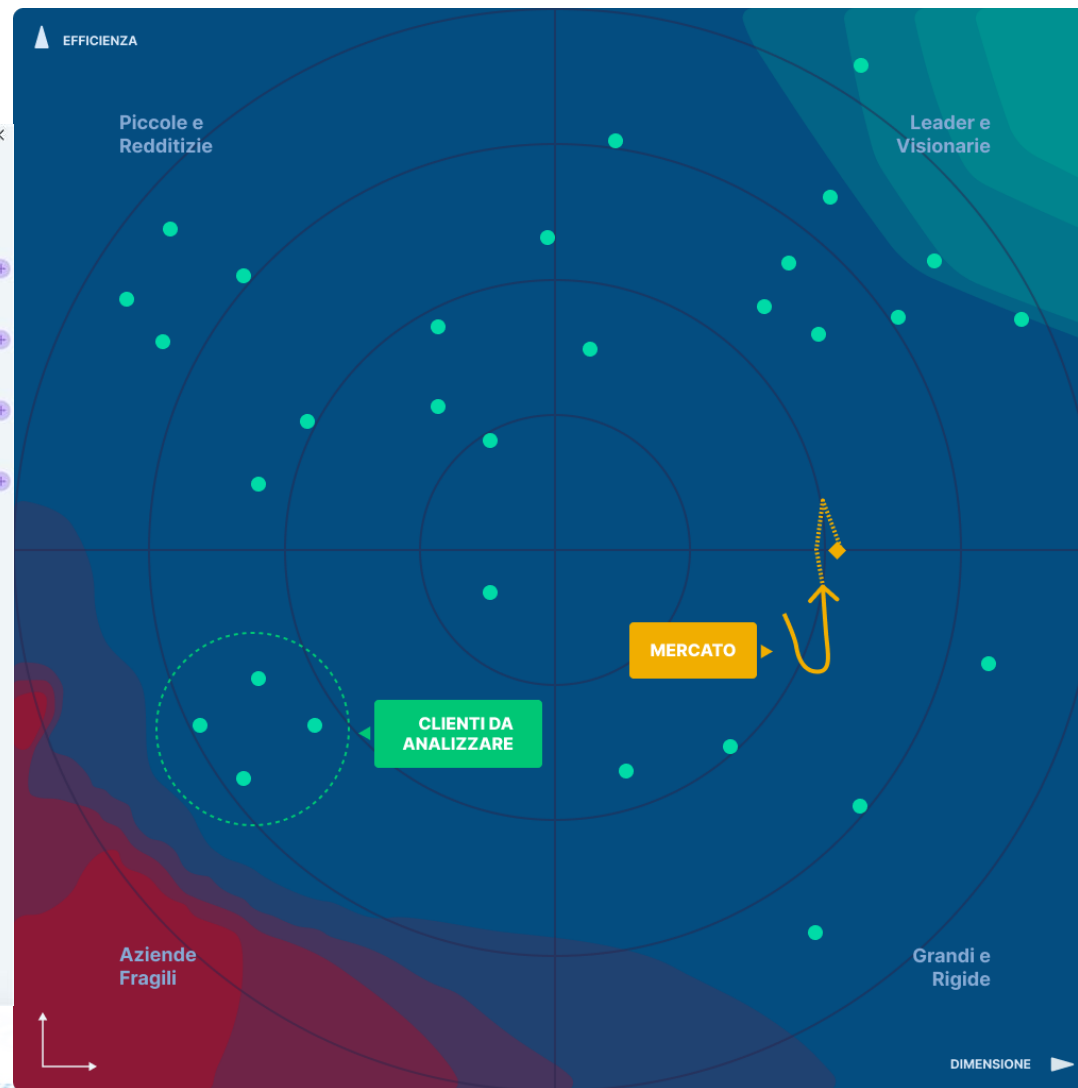 EFFICIENZA
Piccole e
Redditizie
Leader e
Visionarie
MERCATO
CLIENTI DA
ANALIZZARE
Aziende
Fragili
Grandi e
Rigide
DIMENSIONE